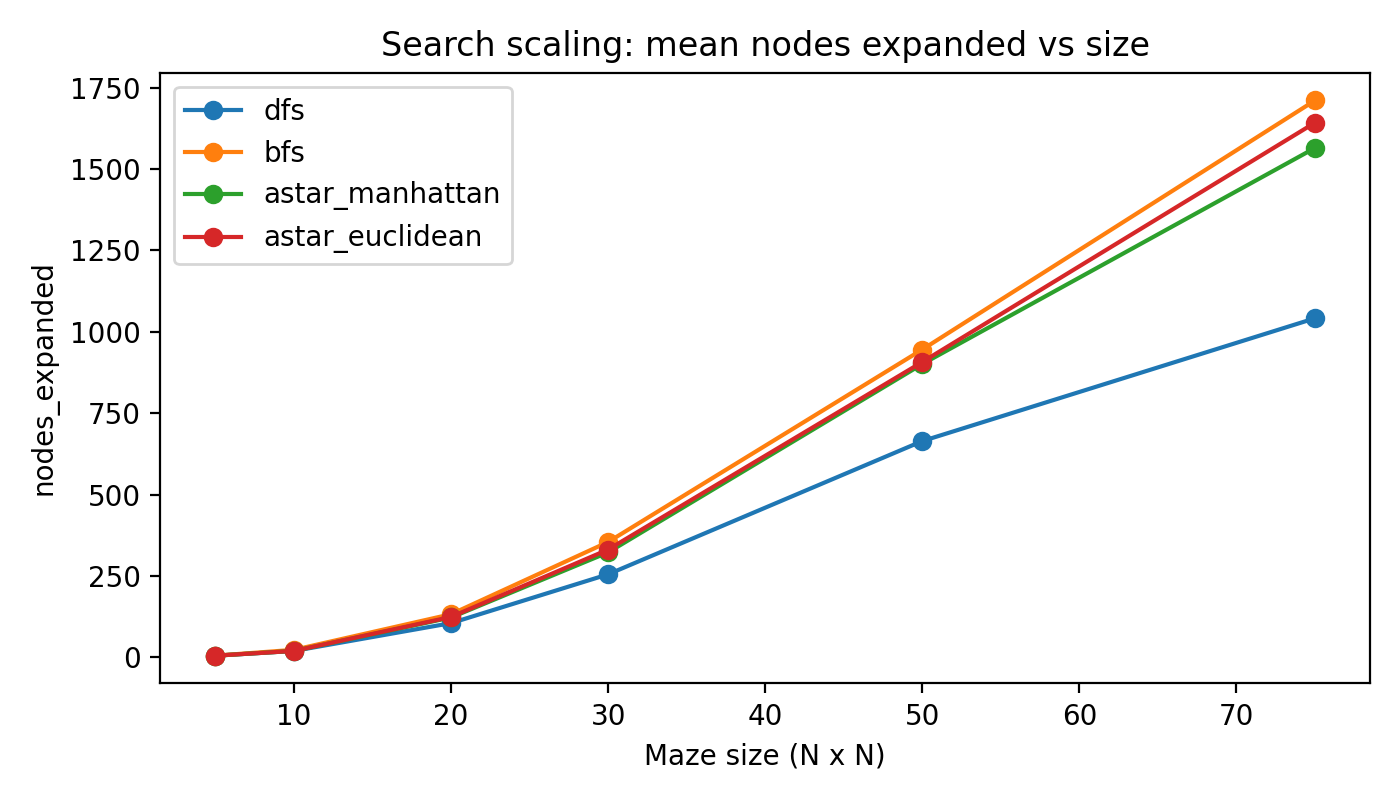 Search scaling: mean nodes expanded vs size
1750
1500
1250
1000
750
500
250
0
nodes_expanded
dfs
bfs
astar_manhattan
astar_euclidean
10 20 30 40 50 60 70
Maze size (N x N)